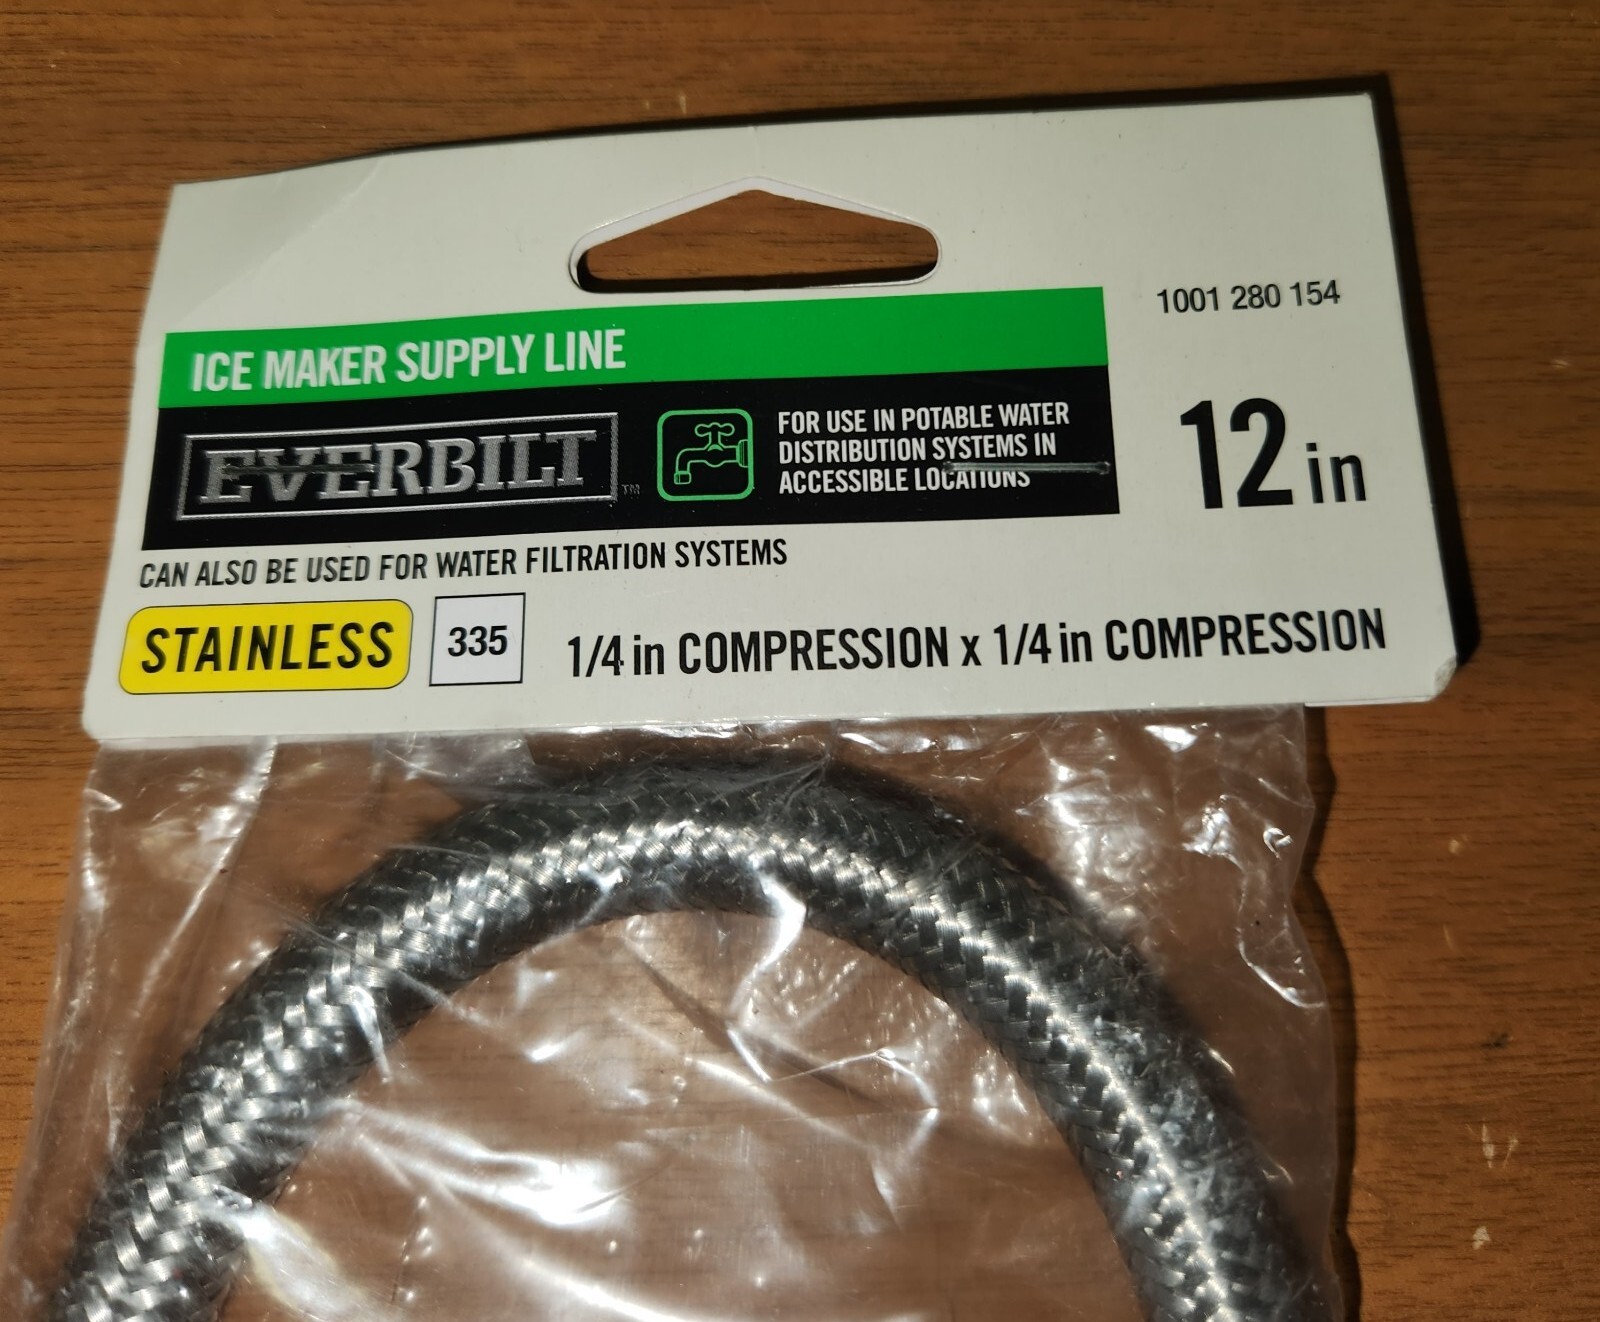 1001 280 154
ICE MAKER SUPPLY LINE
EVERBILT™
FOR USE IN POTABLE WATER
DISTRIBUTION SYSTEMS IN
ACCESSIBLE LOCATIONS
12 in
CAN ALSO BE USED FOR WATER FILTRATION SYSTEMS
STAINLESS
335
1/4 in COMPRESSION x 1/4 in COMPRESSION